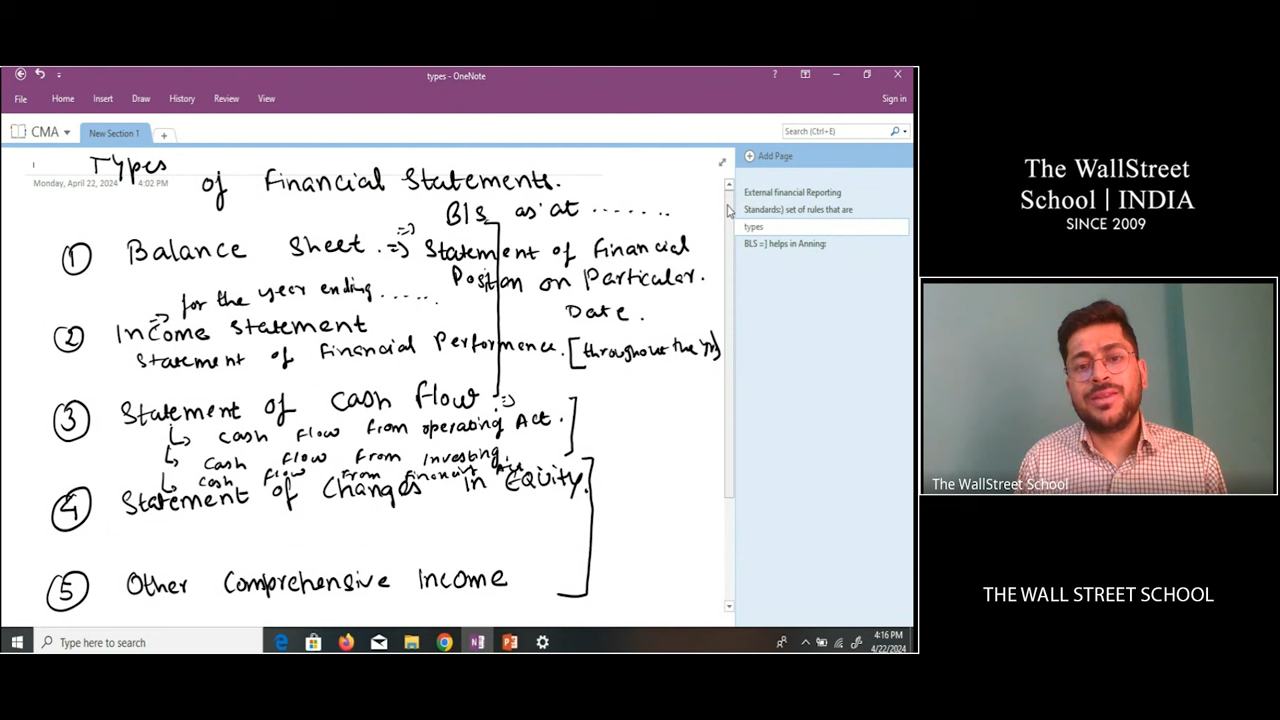 types - OneNote
?
File
Home
Insert
Draw
History
Review
View
Sign in
CMA
New Section 1
+
Search (Ctrl+E)
Add Page
External financial Reporting
Standards:) set of rules that are
types
BLS =] helps in Anning:
Types
Monday, April 22, 2024
4:02 PM
of Financial Statements.
B/S as at .......
① Balance Sheet. => Statement of financial
Position on Particular.
Date.
for the year ending ......
② Income statement
Statement of Financial Performance. [throughout the Yr]
③ Statement of cash flow =>
↳ cash flow from operating Act.
↳ cash flow from Investing.
↳ cash flow from financing Act
④ Statement of Changes in Equity.
⑤ Other Comprehensive Income
Type here to search
4:16 PM
4/22/2024
The WallStreet
School | INDIA
SINCE 2009
The WallStreet School
THE WALL STREET SCHOOL